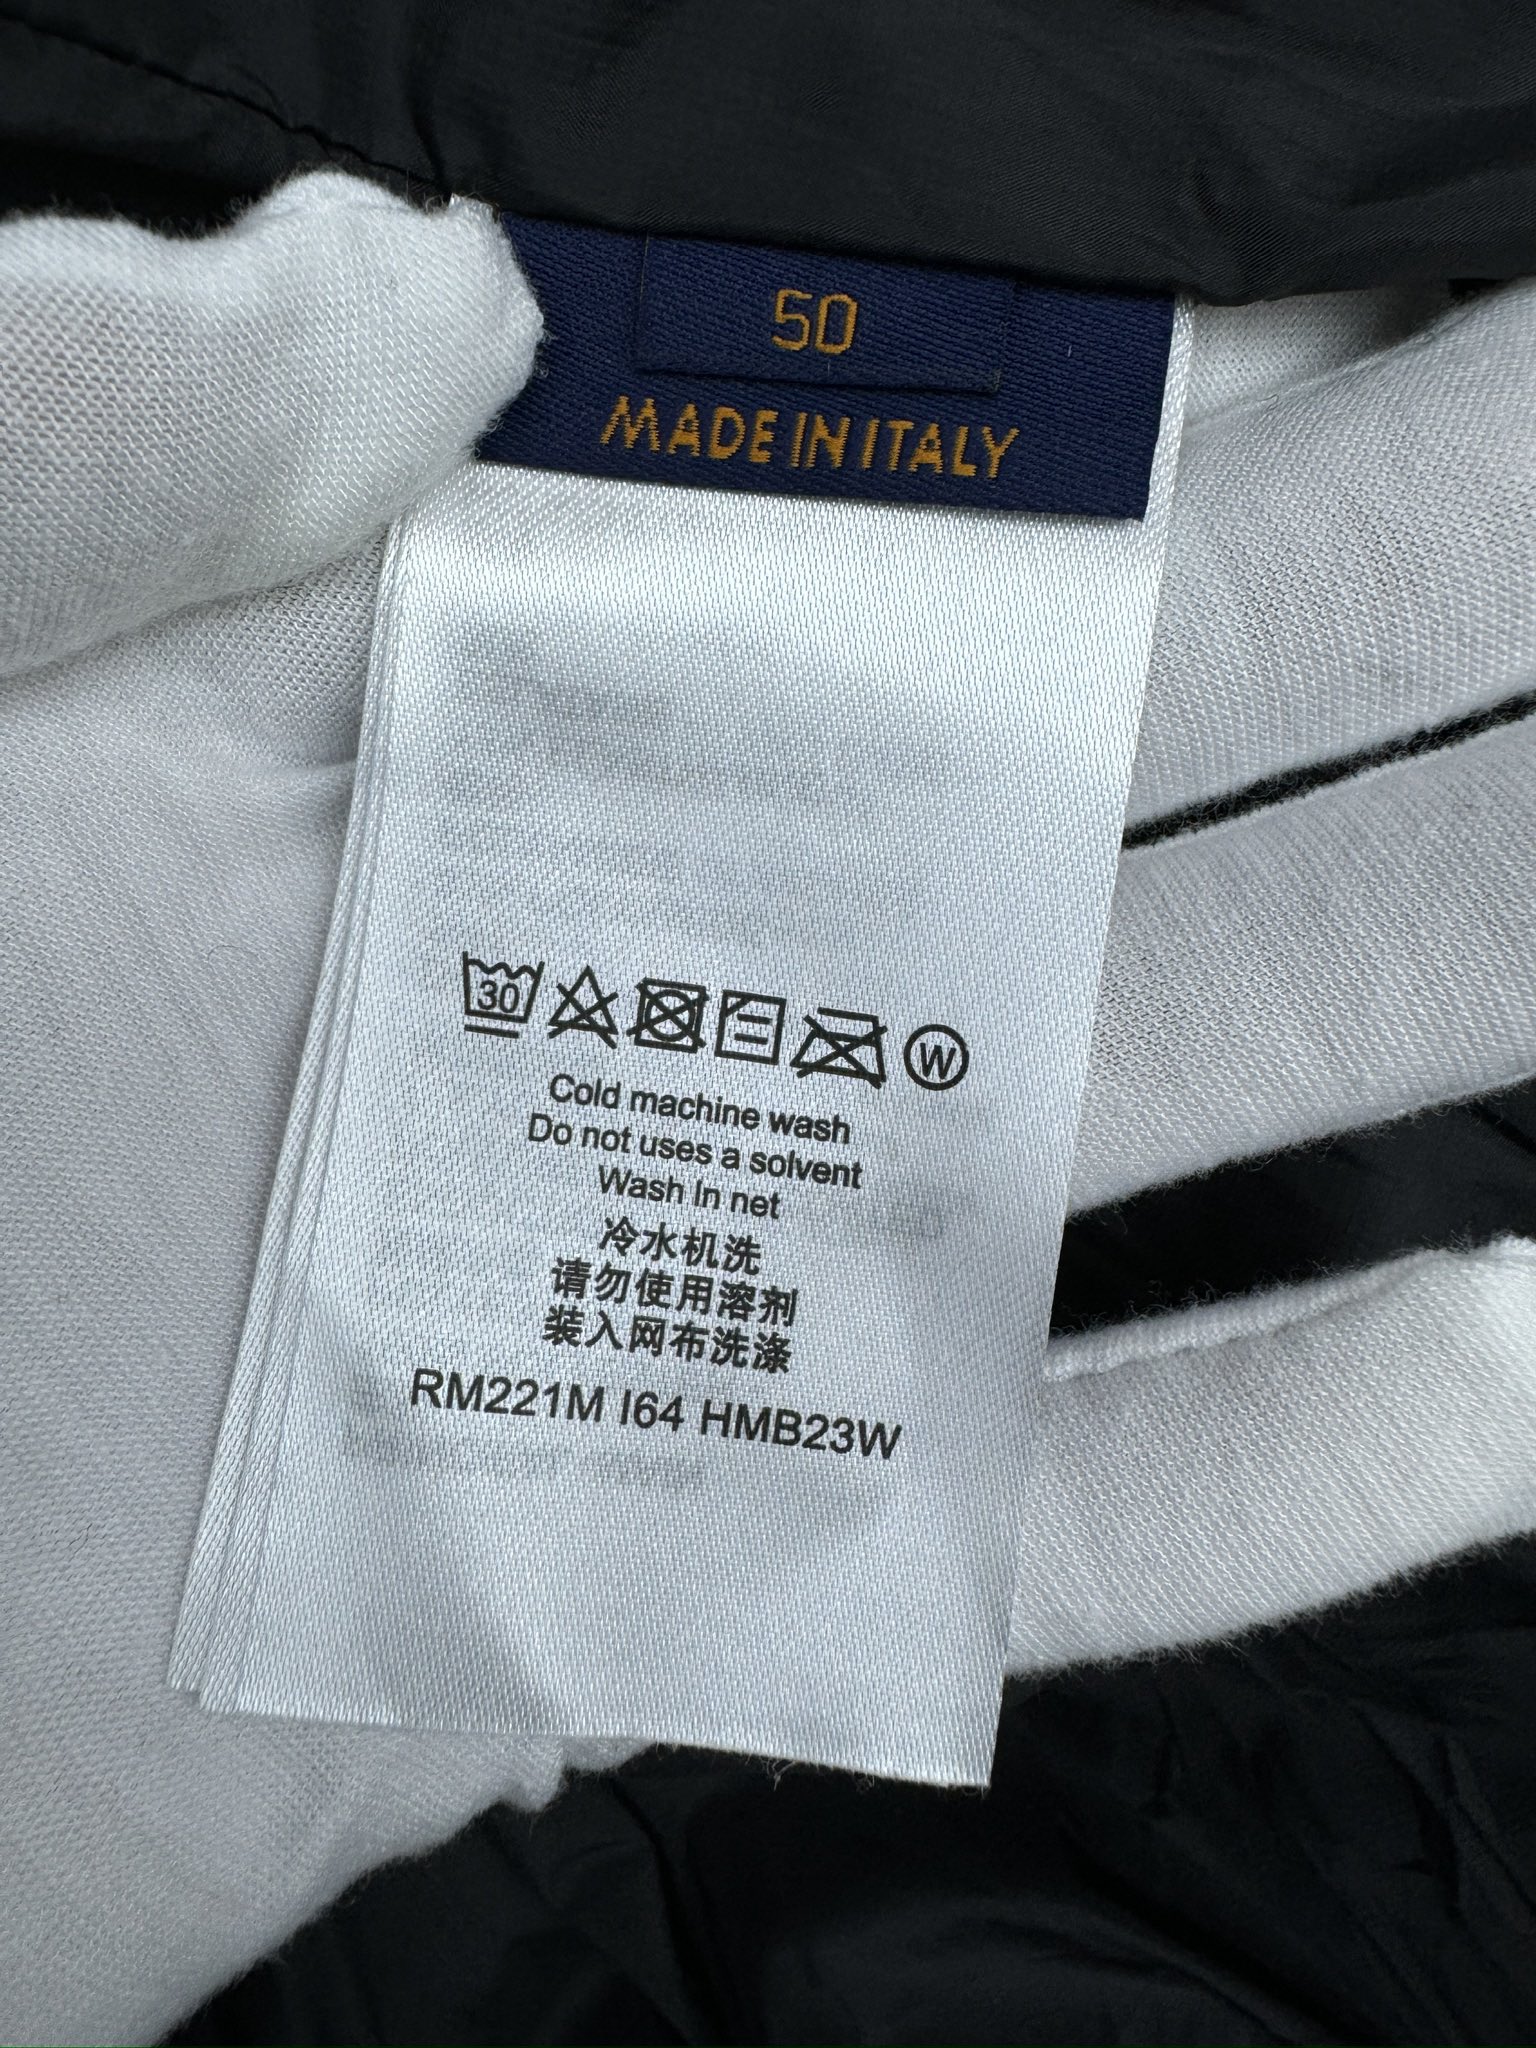 50
MADE IN ITALY
30
W
Cold machine wash
Do not uses a solvent
Wash In net
冷水机洗
请勿使用溶剂
装入网布洗涤
RM221M I64 HMB23W